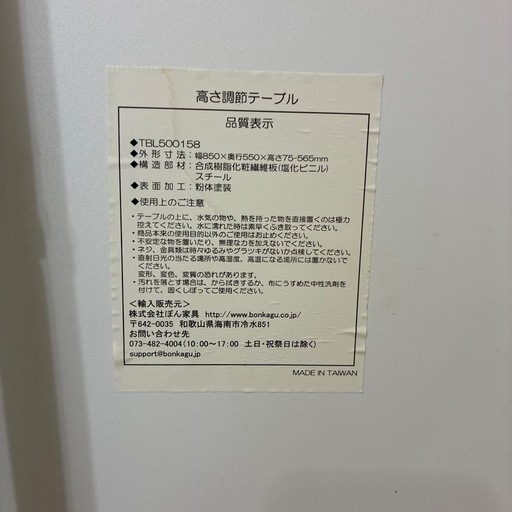 高さ調節テーブル
品質表示
◆TBL500158
◆外形寸法：幅850×奥行550×高さ75-565mm
◆構造部材：合成樹脂化粧繊維板(塩化ビニル)
スチール
◆表面加工：粉体塗装
◆使用上のご注意
・テーブルの上に、水気の物や、熱を持った物を直接置くのは極力
控えてください。水に濡れた時は素早くふき取ってください。
・商品本来の使用目的以外のご使用はお止めください。
・不安定な物を置いたり、無理な力を加えないでください。
・ネジ、金具類は時々ゆるみやグラツキがないか点検してください。
・直射日光の当たる場所や高湿度、高温になる場所には置かないで
ください。
変形、変色、変質の恐れがあります。
・汚れを落とす場合は、から拭きするか、布にうすめた中性洗剤を
付けて、固くしぼってご使用ください。
＜輸入販売元＞
株式会社ぼん家具 http://www.bonkagu.co.jp/
〒642-0035 和歌山県海南市冷水851
お問い合わせ先
073-482-4004（10:00～17:00 土日・祝祭日は除く）
support@bonkagu.jp
MADE IN TAIWAN